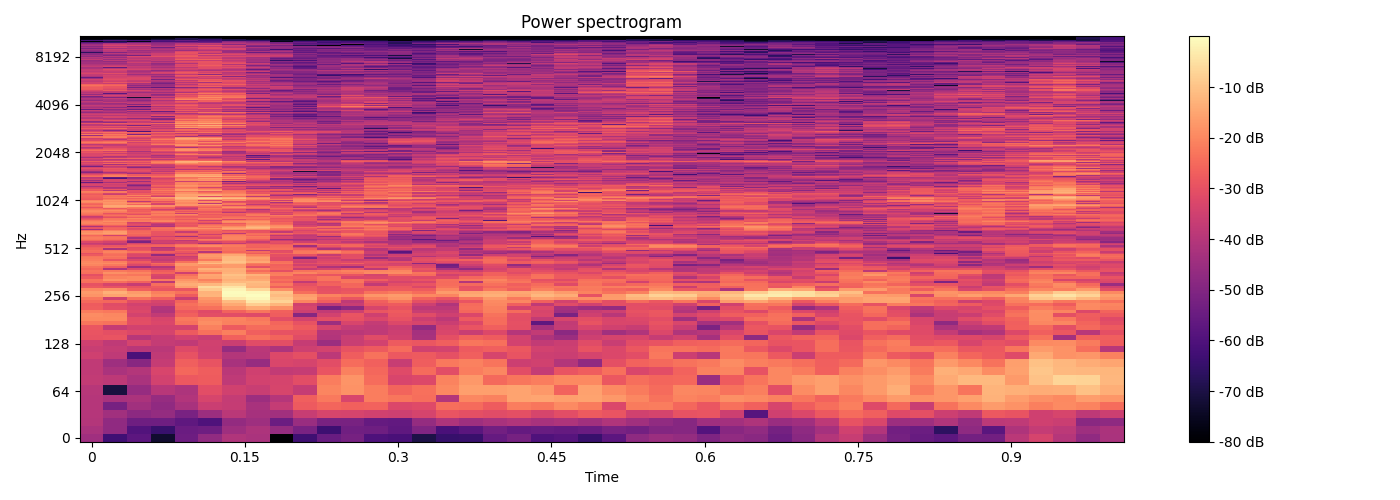 Power spectrogram
Hz
8192
4096
2048
1024
512
256
128
64
0
0
0.15
0.3
0.45
0.6
0.75
0.9
Time
-10 dB
-20 dB
-30 dB
-40 dB
-50 dB
-60 dB
-70 dB
-80 dB